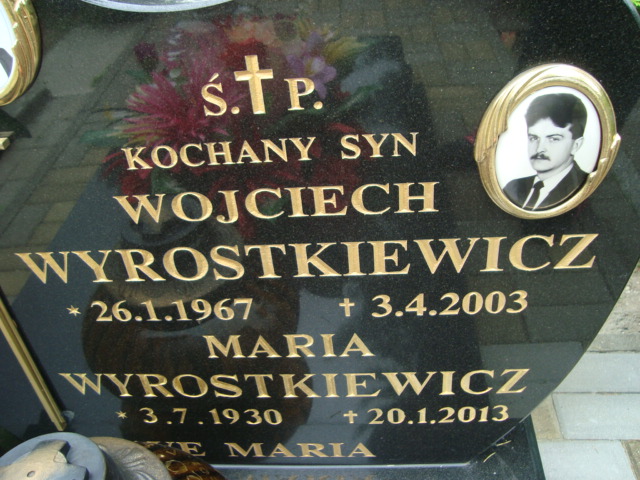 Ś. P.
KOCHANY SYN
WOJCIECH
WYROSTKIEWICZ
* 26.1.1967 † 3.4.2003
MARIA
WYROSTKIEWICZ
* 3.7.1930 † 20.1.2013
MARIA